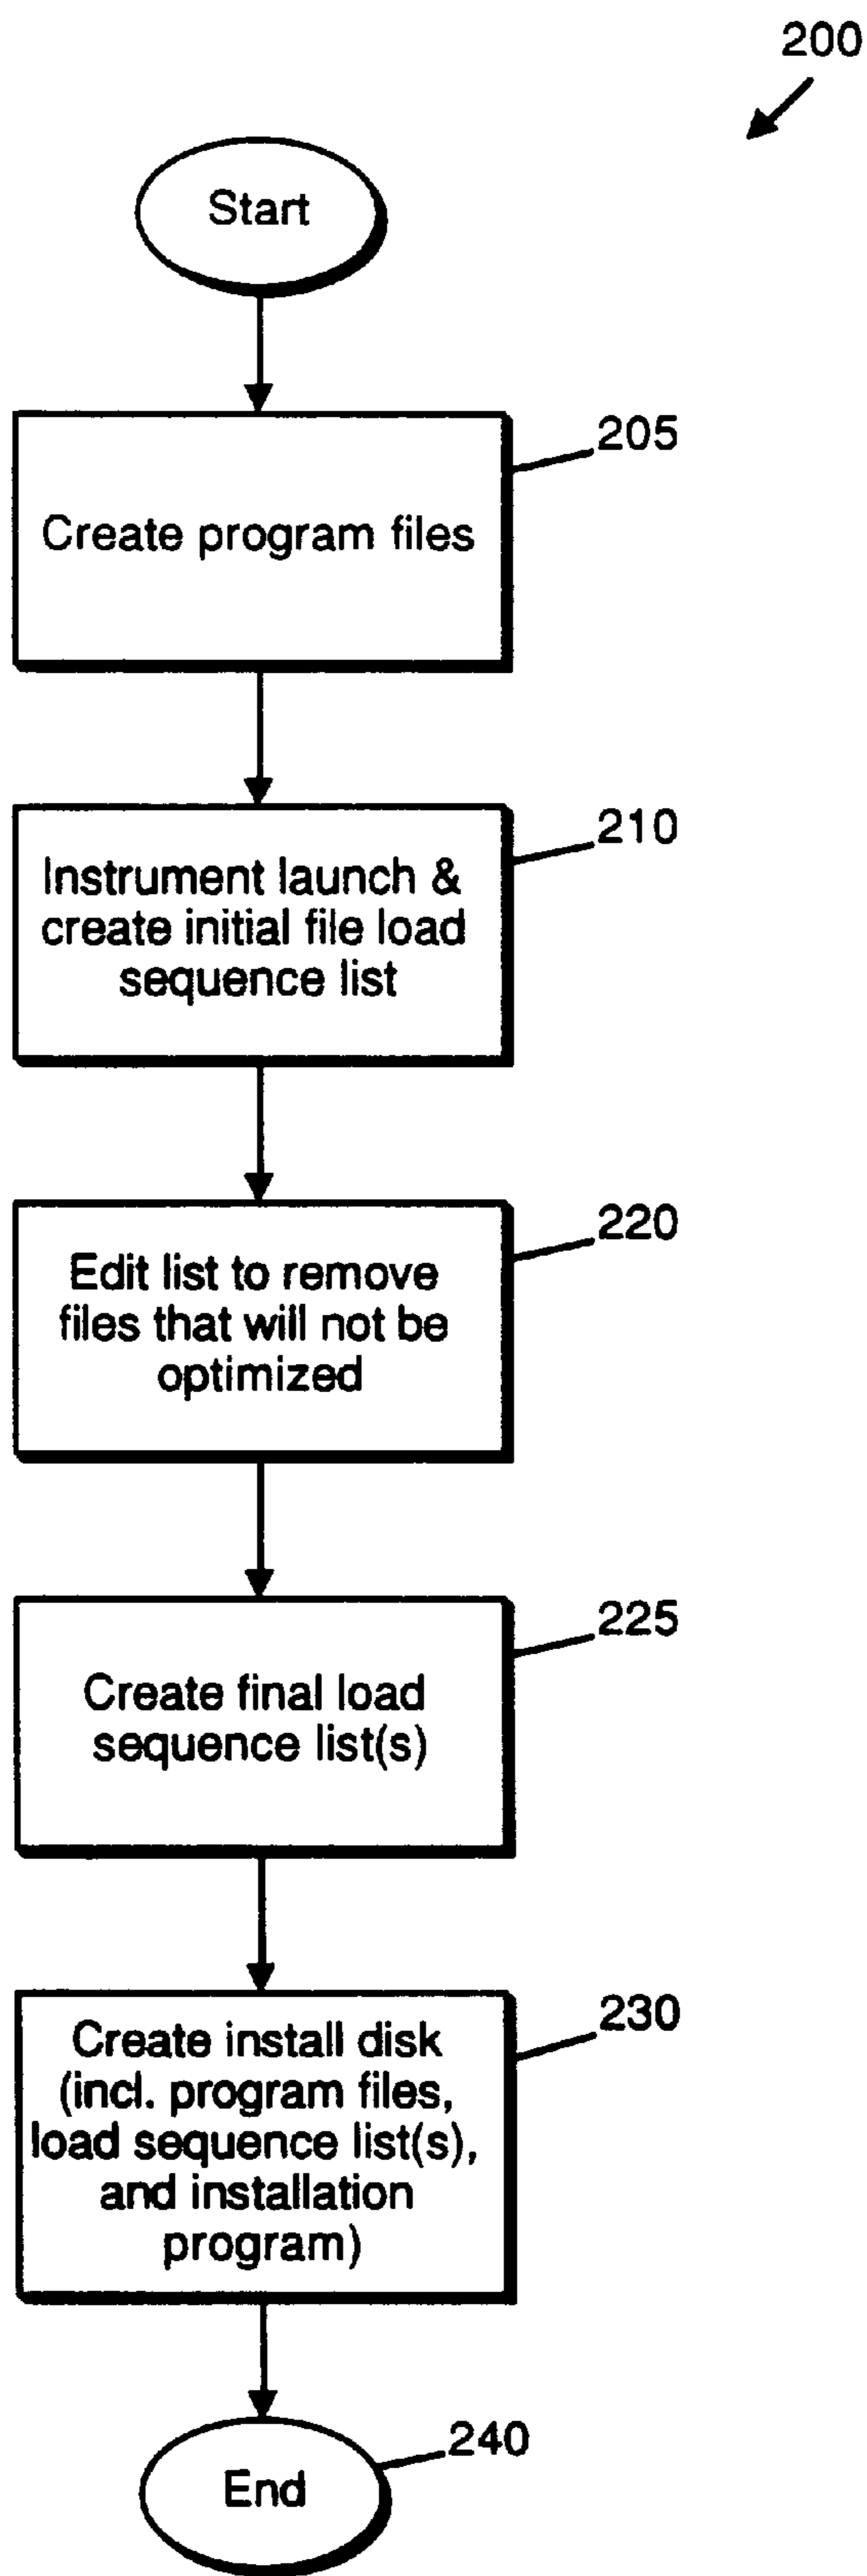 200
Start
205
Create program files
210
Instrument launch &
create initial file load
sequence list
220
Edit list to remove
files that will not be
optimized
225
Create final load
sequence list(s)
230
Create install disk
(incl. program files,
load sequence list(s),
and installation
program)
240
End